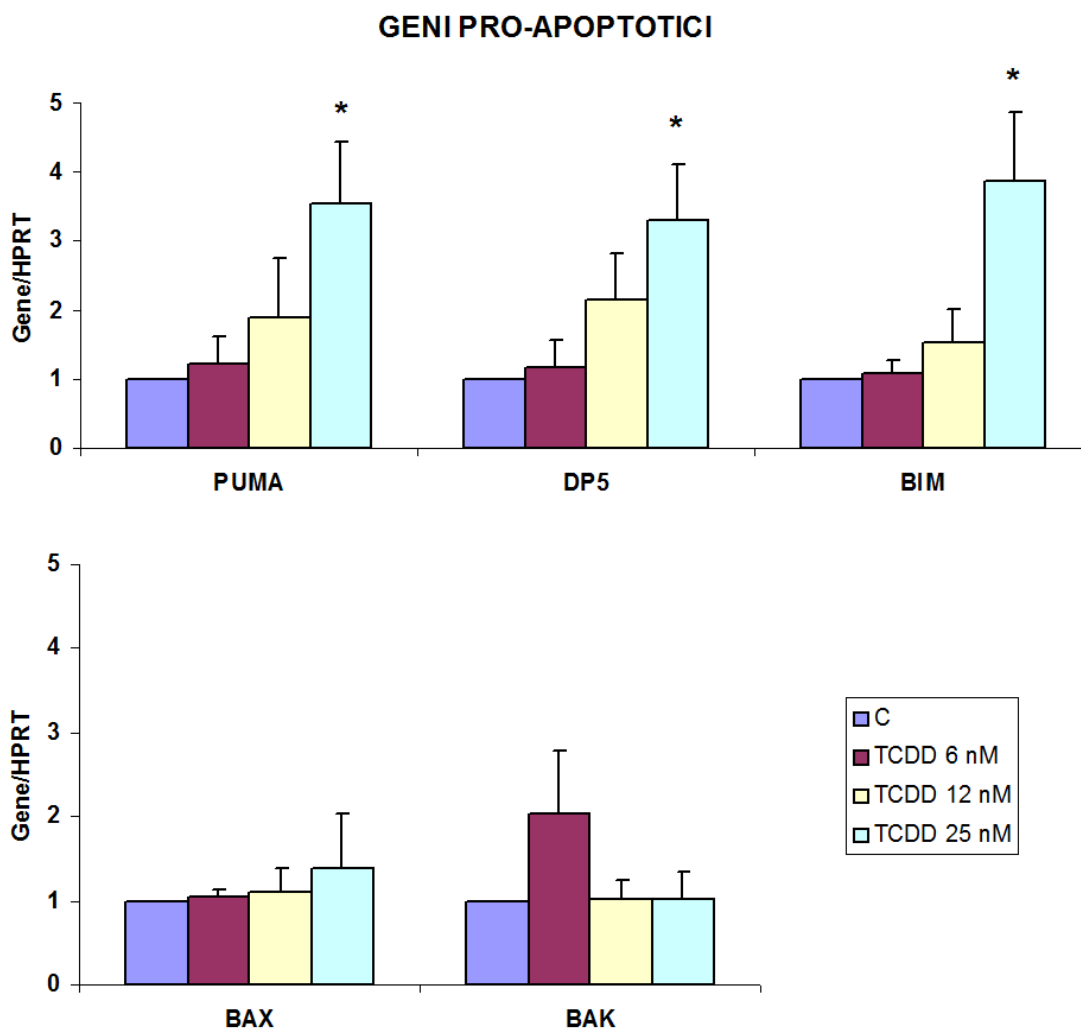 GENI PRO-APOPTOTICI
*
*
*
5
4
3
2
1
0
Gene/HPRT
PUMA
DP5
BIM
5
4
3
2
1
0
Gene/HPRT
BAX
BAK
C
TCDD 6 nM
TCDD 12 nM
TCDD 25 nM